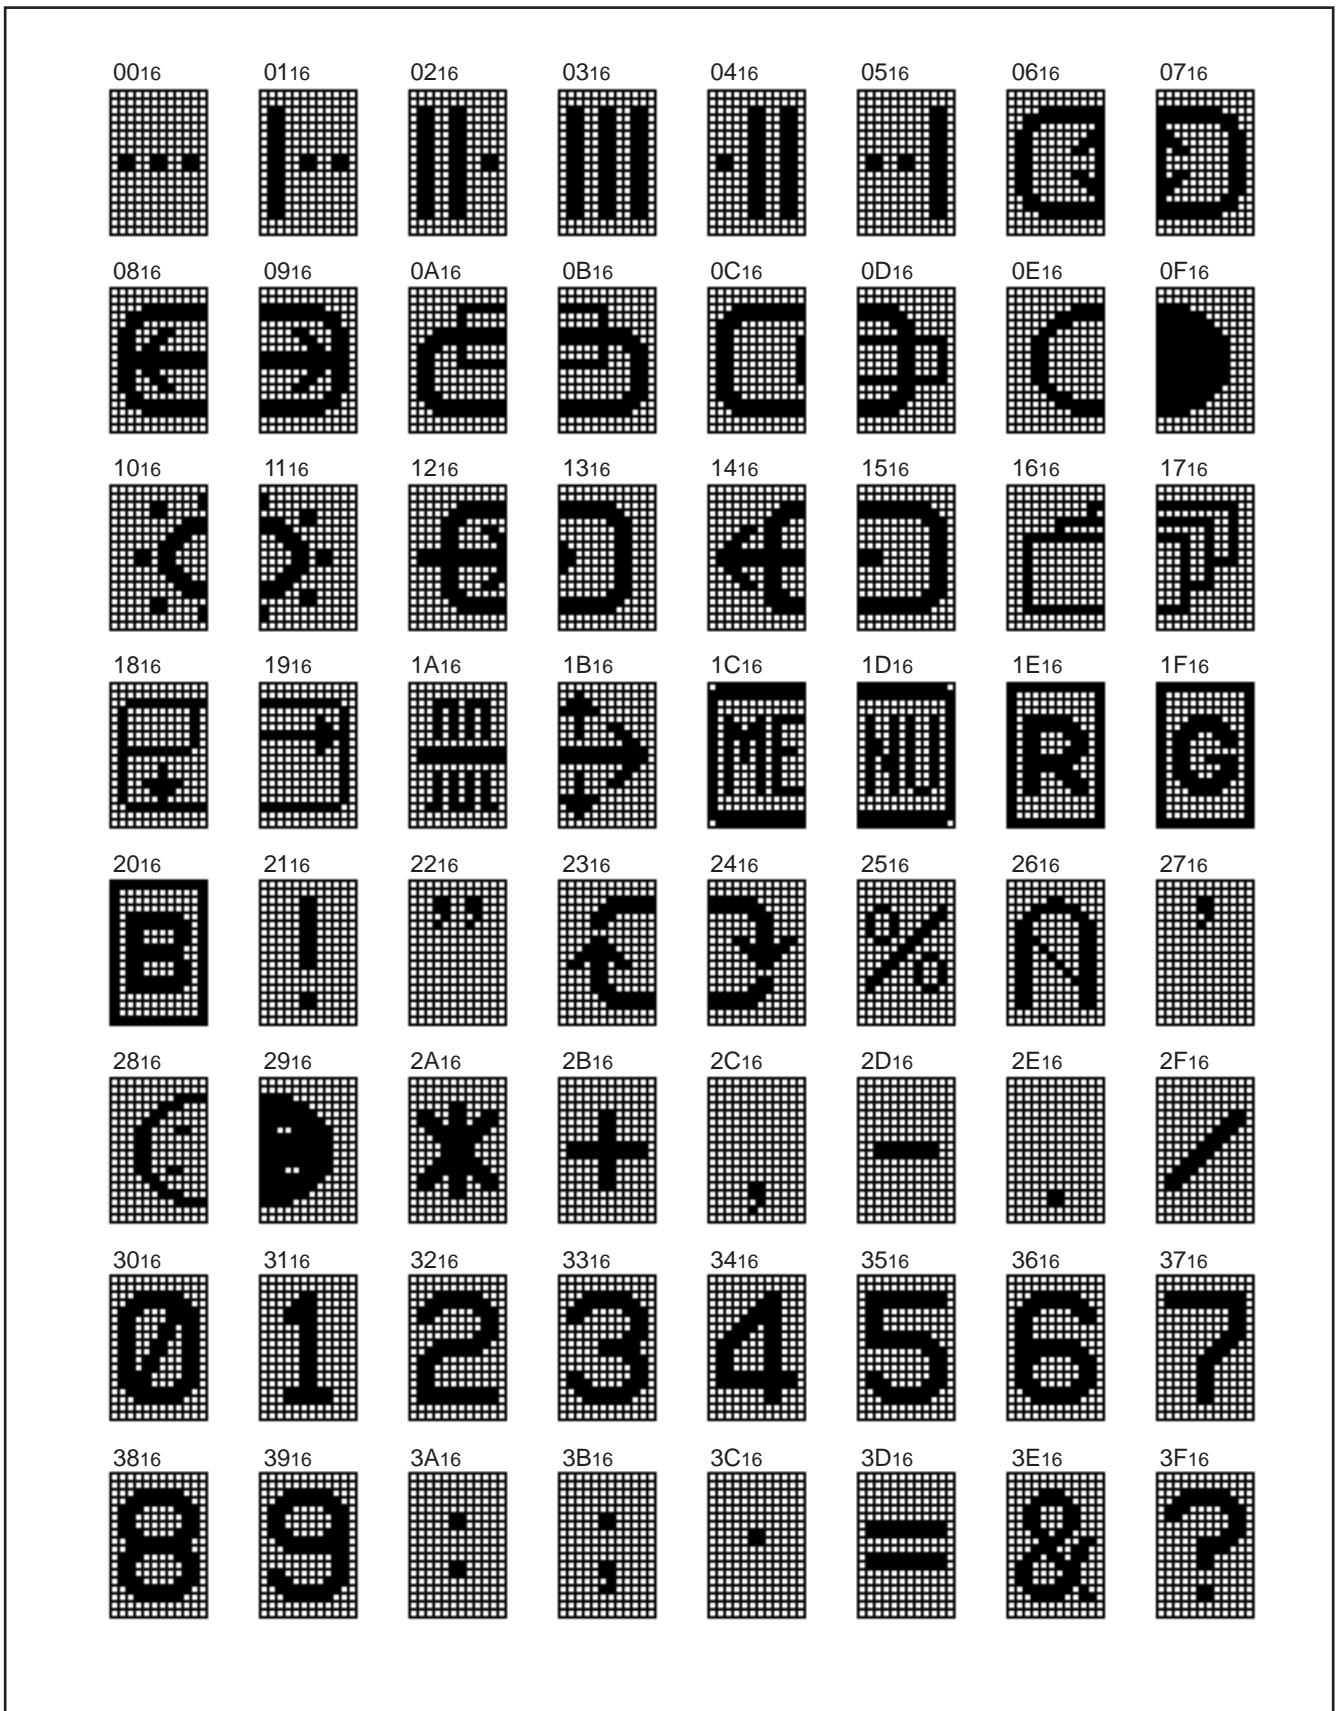 0016 0116 0216 0316 0416 0516 0616 0716
0816 0916 0A16 0B16 0C16 0D16 0E16 0F16
1016 1116 1216 1316 1416 1516 1616 1716
1816 1916 1A16 1B16 1C16 1D16 1E16 1F16
ME NU R G
2016 2116 2216 2316 2416 2516 2616 2716
B ! " % '
2816 2916 2A16 2B16 2C16 2D16 2E16 2F16
* + , - . /
3016 3116 3216 3316 3416 3516 3616 3716
0 1 2 3 4 5 6 7
3816 3916 3A16 3B16 3C16 3D16 3E16 3F16
8 9 : ; · = & ?